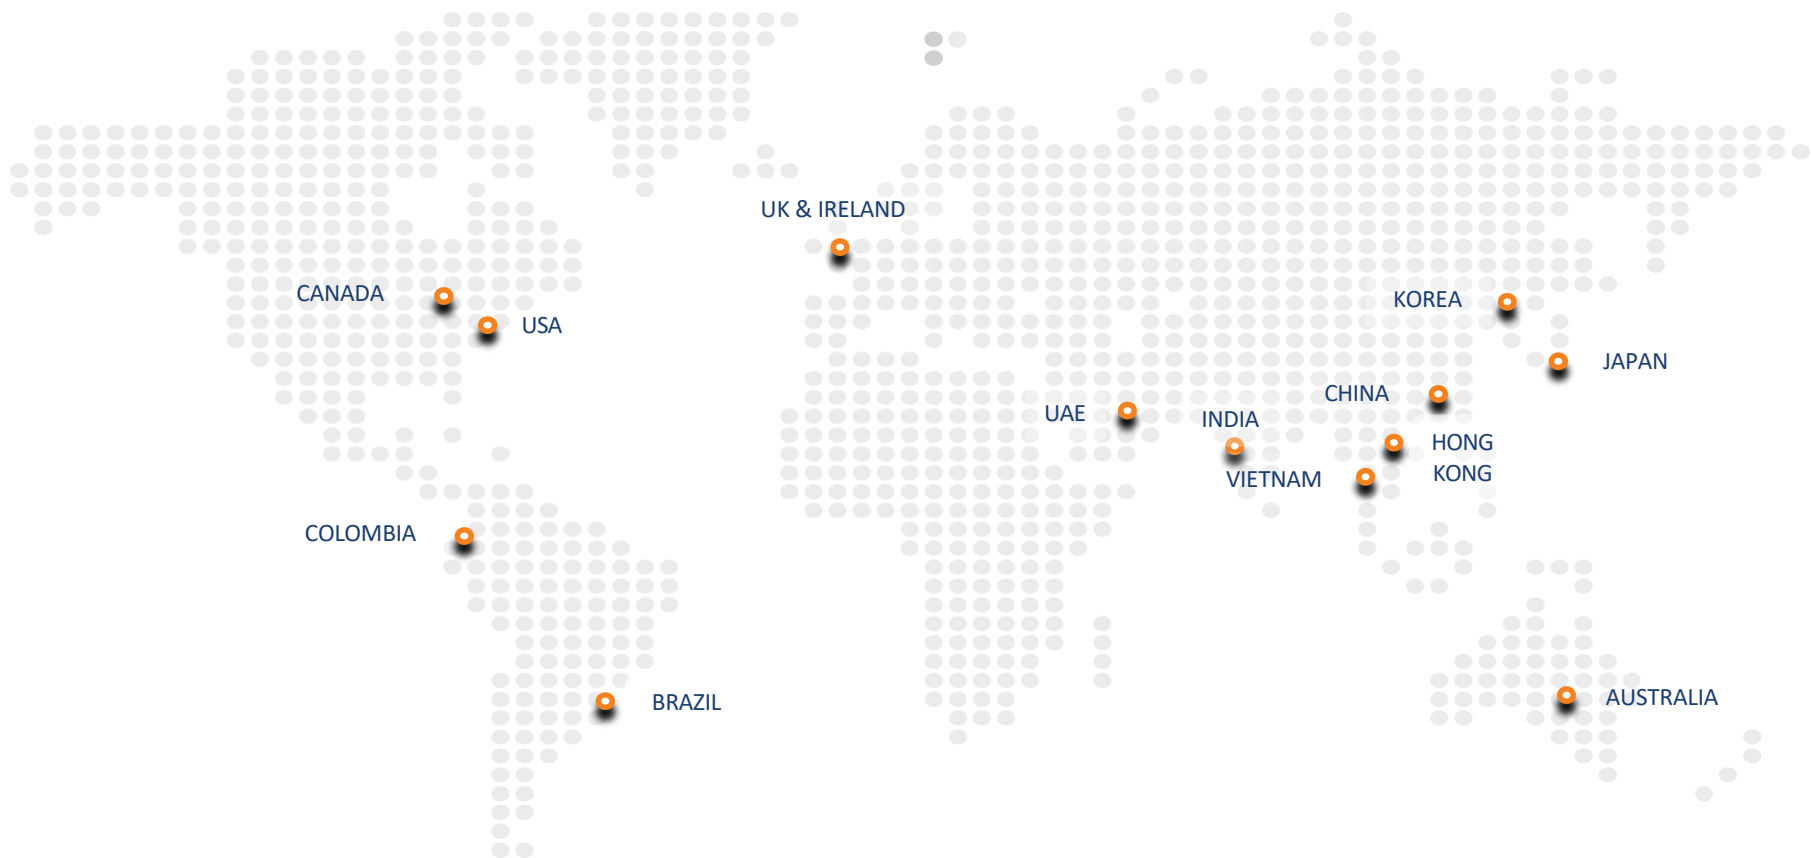 UK & IRELAND
CANADA
KOREA
USA
JAPAN
CHINA
UAE
INDIA
HONG
KONG
VIETNAM
COLOMBIA
BRAZIL
AUSTRALIA